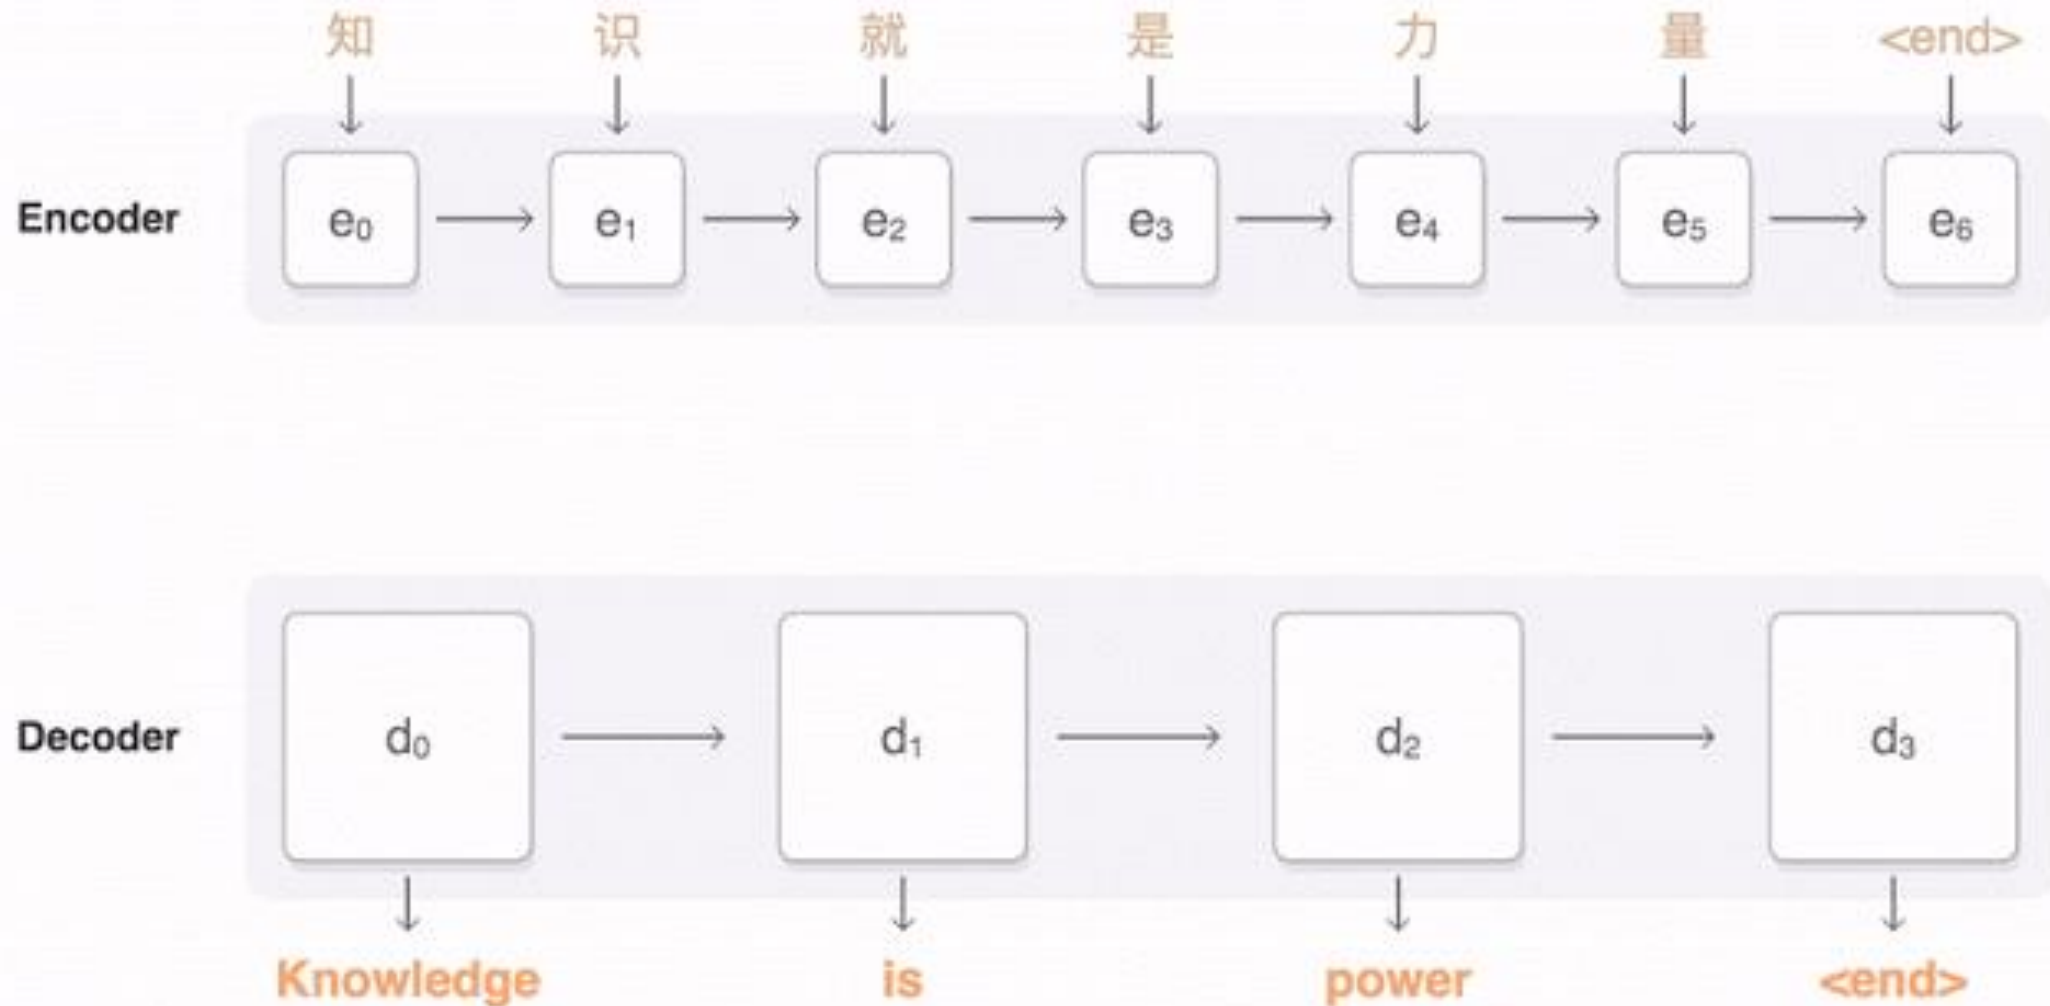 知 识 就 是 力 量 <end>
Encoder e₀ e₁ e₂ e₃ e₄ e₅ e₆
Decoder d₀ d₁ d₂ d₃
Knowledge is power <end>